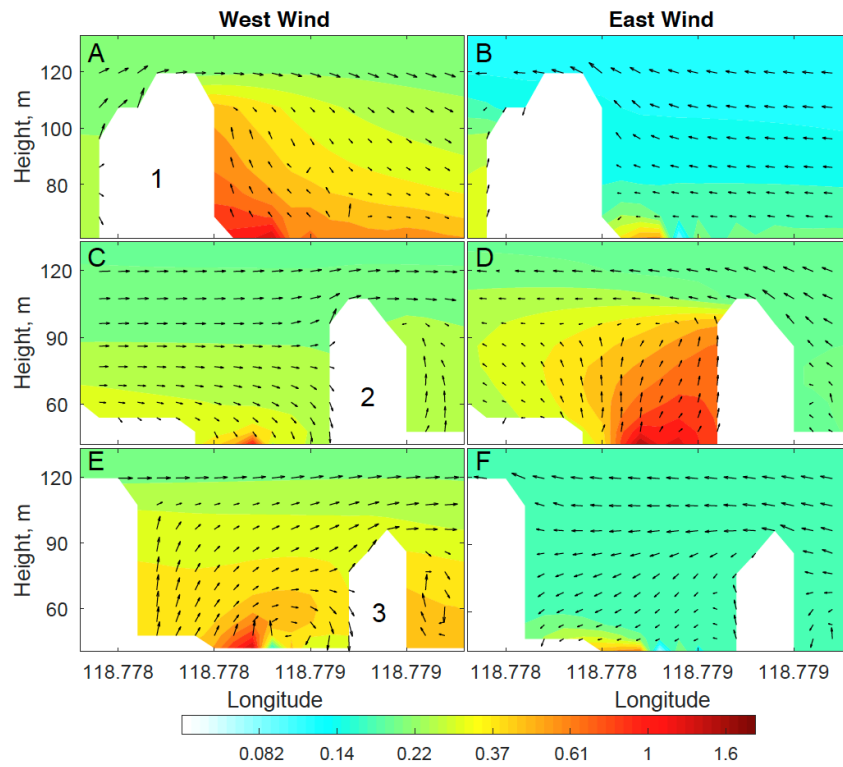 West Wind East Wind
A B
Height, m
120
100
80
1
C D
Height, m
120
90
60
2
E F
Height, m
120
90
60
3
118.778 118.778 118.779 118.779 118.778 118.778 118.779 118.779
Longitude Longitude
0.082 0.14 0.22 0.37 0.61 1 1.6